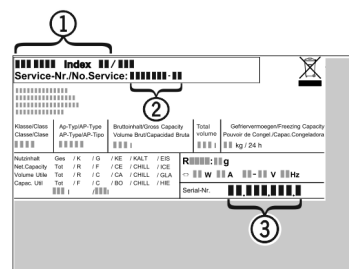 1
Index /
Service-Nr./No.Service: -
2
Klasse/Class Ap-Typ/AP-Type Bruttoinhalt/Gross Capacity Total Gefriervermoegen/Freezing Capacity
Classe/Clase Type/AP-Type/AP-Tipo Volume Brut/Capacidad Bruta volume Pouvoir de Congel./Capac.Congeladora
l l kg / 24 h
Nutzinhalt Ges / K / G / KE / KALT / EIS
Net.Capacity Tot / R / F / CE / CHILL / ICE
Volume Utile Tot / R / C / CA / CHILL / GLA
Capac. Util Tot / F / C / BO / CHILL / HIE
l / l
R : g
W A - V Hz
Serial-Nr.
3